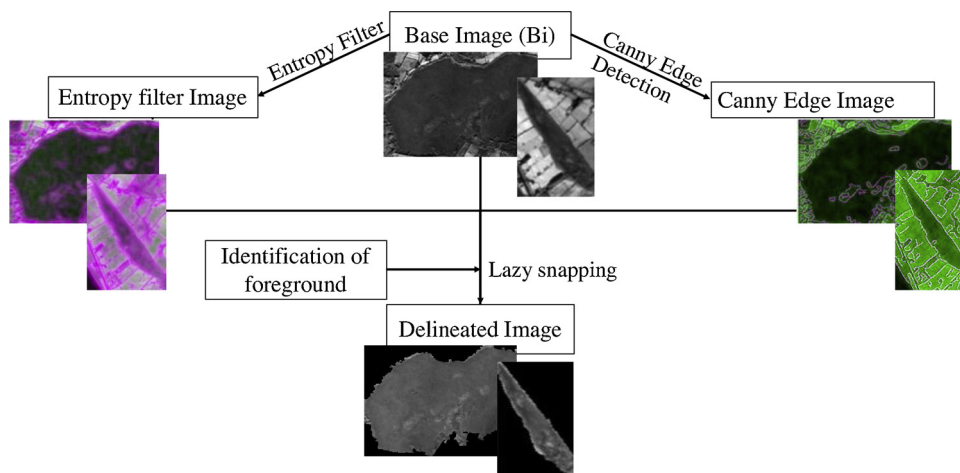 Base Image (Bi)
Entropy Filter
Canny Edge
Detection
Entropy filter Image
Canny Edge Image
Identification of
foreground
Lazy snapping
Delineated Image